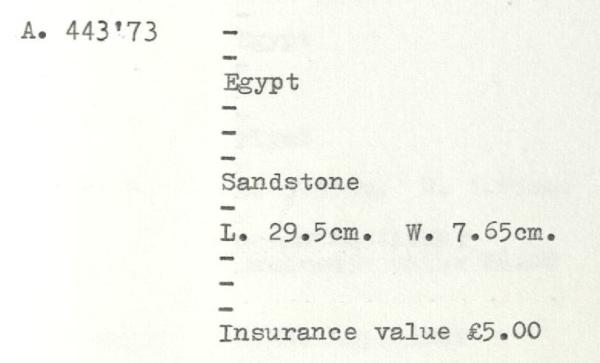 A. 443'73 –
–
Egypt
–
–
–
Sandstone
–
L. 29.5cm. W. 7.65cm.
–
–
–
Insurance value £5.00